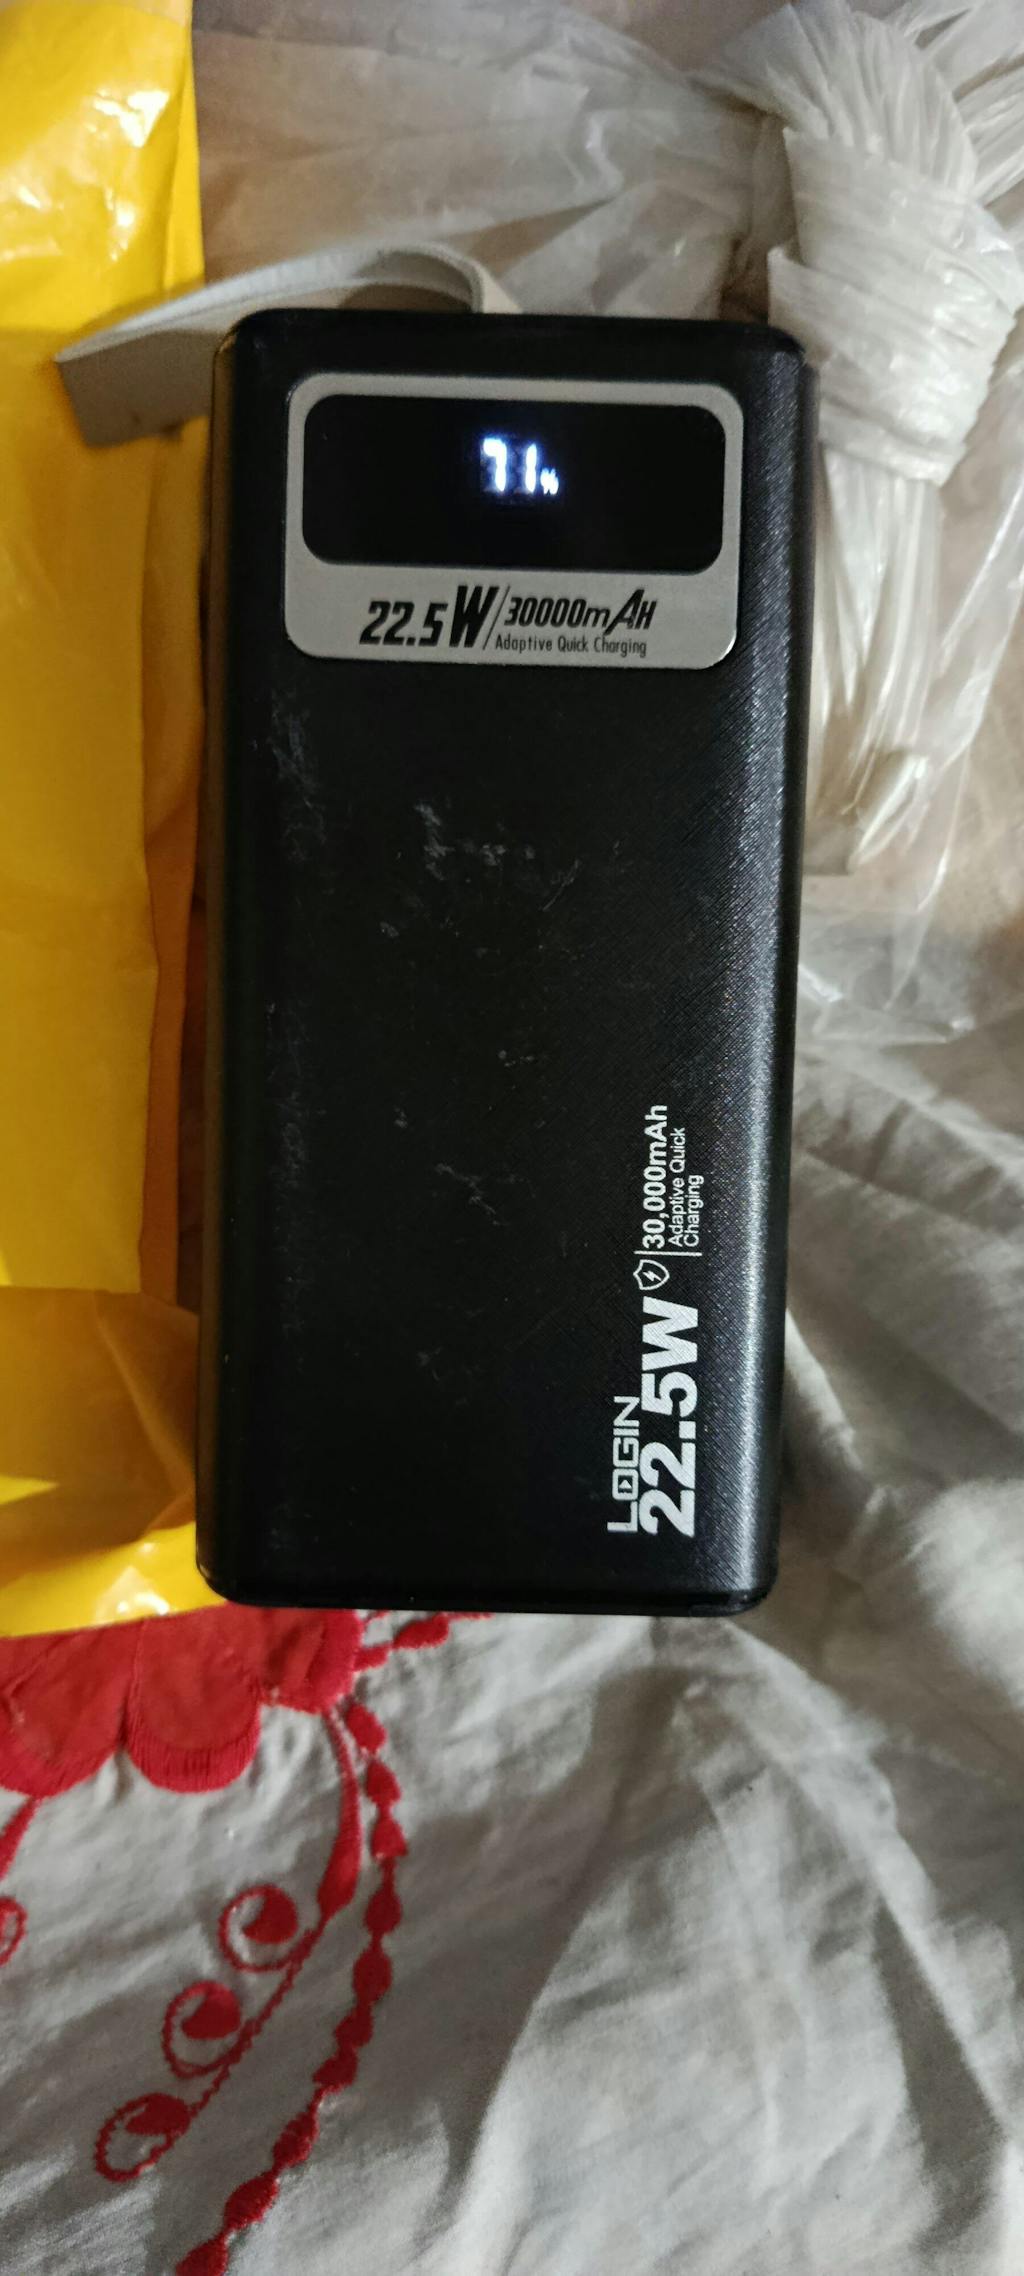 71%
22.5W/30000mAH
Adaptive Quick Charging
LOGIN
22.5W
30,000mAh
Adaptive Quick
Charging